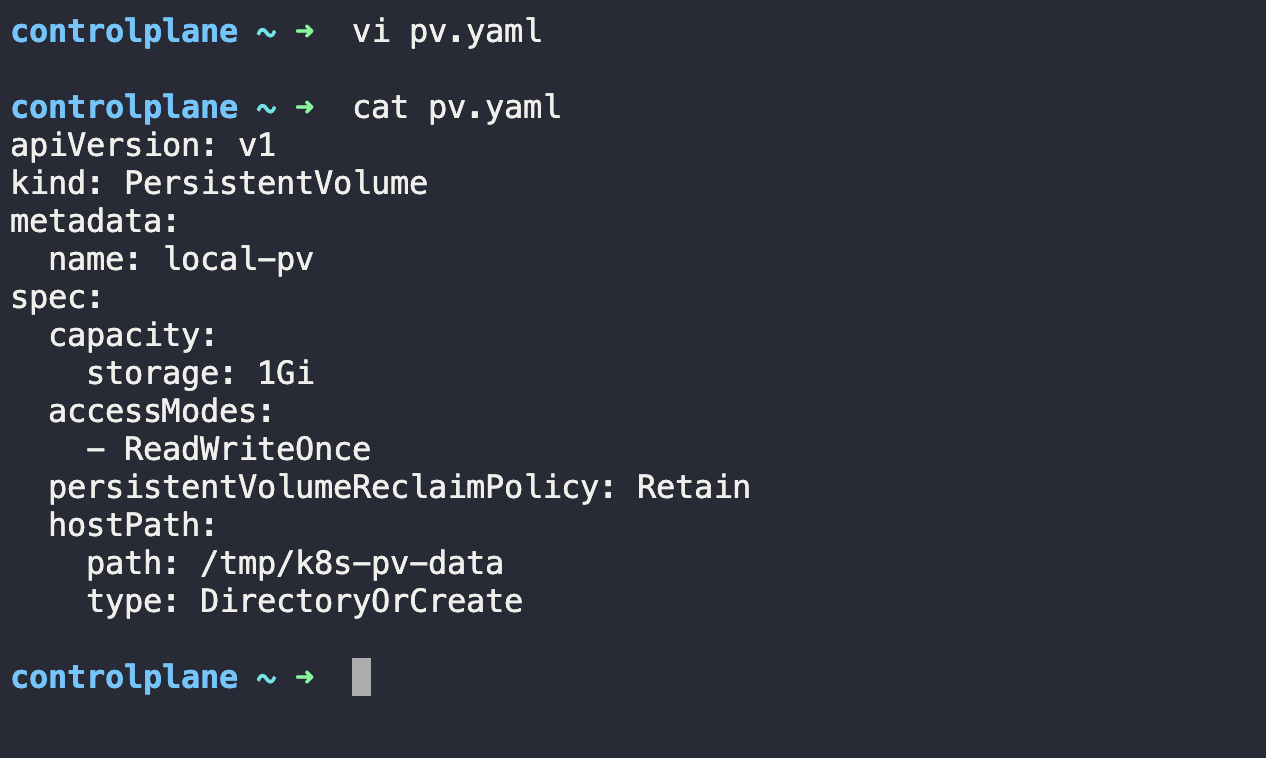 controlplane ~ ➜  vi pv.yaml
controlplane ~ ➜  cat pv.yaml
apiVersion: v1
kind: PersistentVolume
metadata:
  name: local-pv
spec:
  capacity:
    storage: 1Gi
  accessModes:
    - ReadWriteOnce
  persistentVolumeReclaimPolicy: Retain
  hostPath:
    path: /tmp/k8s-pv-data
    type: DirectoryOrCreate
controlplane ~ ➜